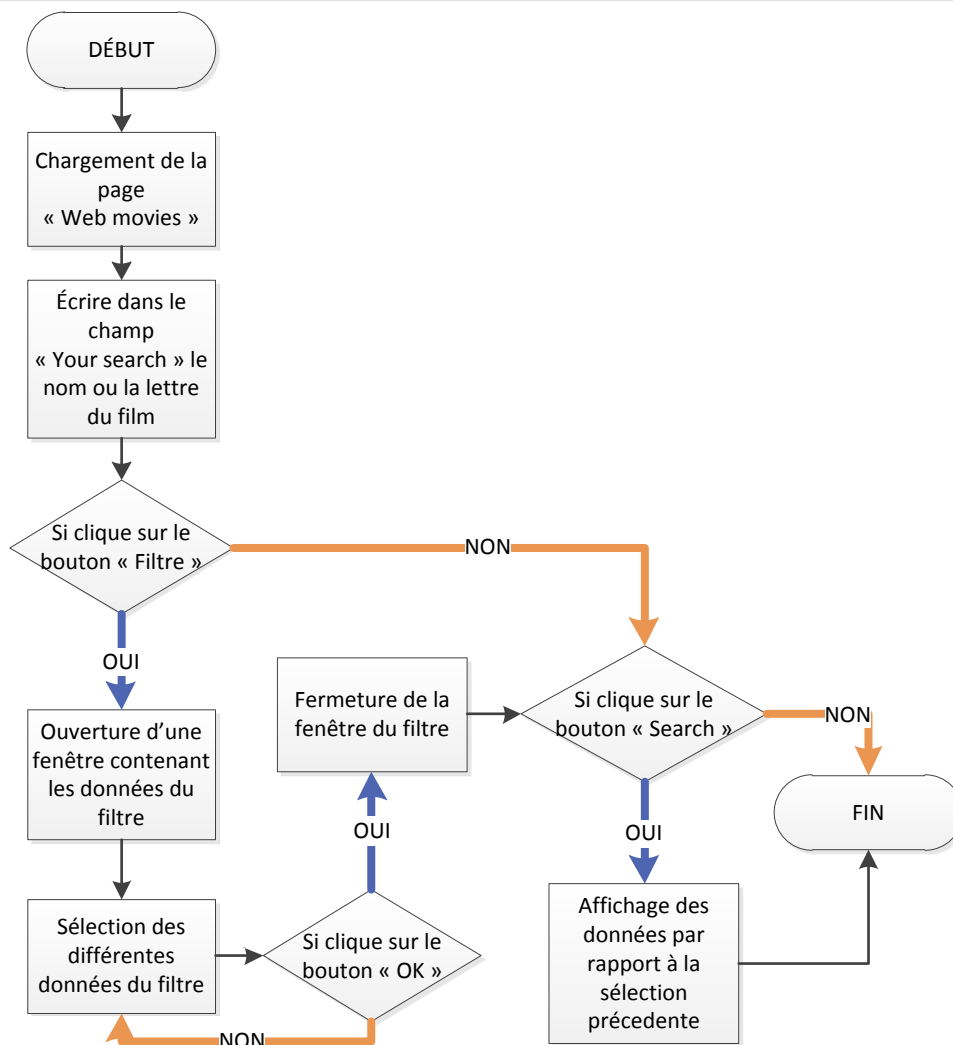 DÉBUT
Chargement de la
page
« Web movies »
Écrire dans le
champ
« Your search » le
nom ou la lettre
du film
Si clique sur le
bouton « Filtre »
NON
OUI
Ouverture d'une
fenêtre contenant
les données du
filtre
Sélection des
différentes
données du filtre
Si clique sur le
bouton « OK »
NON
OUI
Fermeture de la
fenêtre du filtre
Si clique sur le
bouton « Search »
NON
OUI
Affichage des
données par
rapport à la
sélection
précedente
FIN